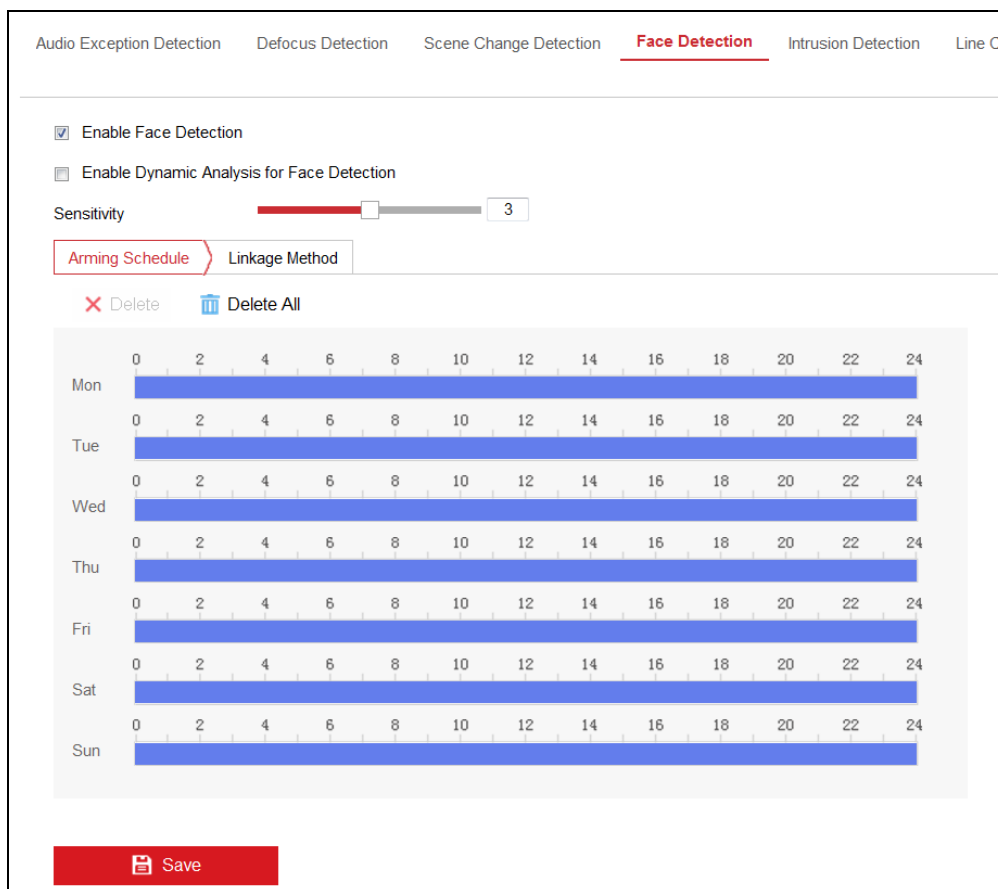 Audio Exception Detection Defocus Detection Scene Change Detection Face Detection Intrusion Detection Line C
Enable Face Detection
Enable Dynamic Analysis for Face Detection
Sensitivity 3
Arming Schedule Linkage Method
Delete Delete All
0 2 4 6 8 10 12 14 16 18 20 22 24
Mon
0 2 4 6 8 10 12 14 16 18 20 22 24
Tue
0 2 4 6 8 10 12 14 16 18 20 22 24
Wed
0 2 4 6 8 10 12 14 16 18 20 22 24
Thu
0 2 4 6 8 10 12 14 16 18 20 22 24
Fri
0 2 4 6 8 10 12 14 16 18 20 22 24
Sat
0 2 4 6 8 10 12 14 16 18 20 22 24
Sun
Save